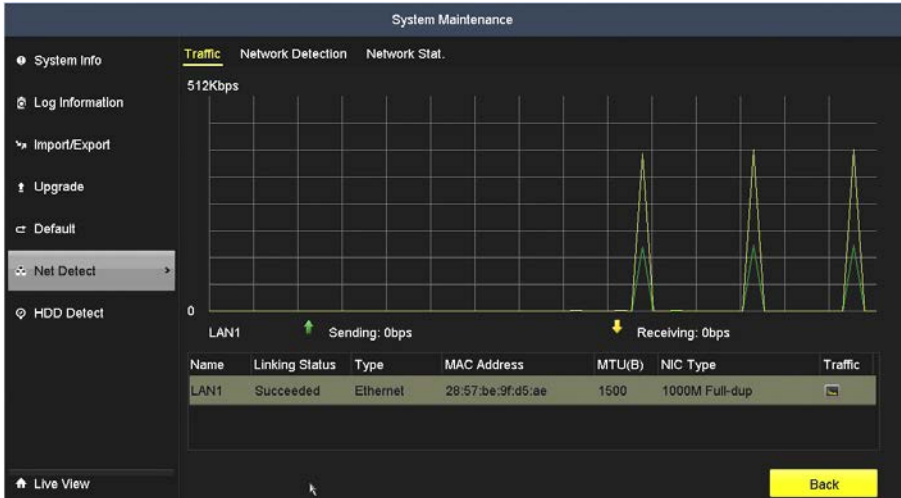 System Maintenance
System Info
Log Information
Import/Export
Upgrade
Default
Net Detect >
HDD Detect
Live View
Traffic Network Detection Network Stat.
512Kbps
0
LAN1 Sending: 0bps Receiving: 0bps
Name Linking Status Type MAC Address MTU(B) NIC Type Traffic
LAN1 Succeeded Ethernet 28:57:be:9f:d5:ae 1500 1000M Full-dup
Back